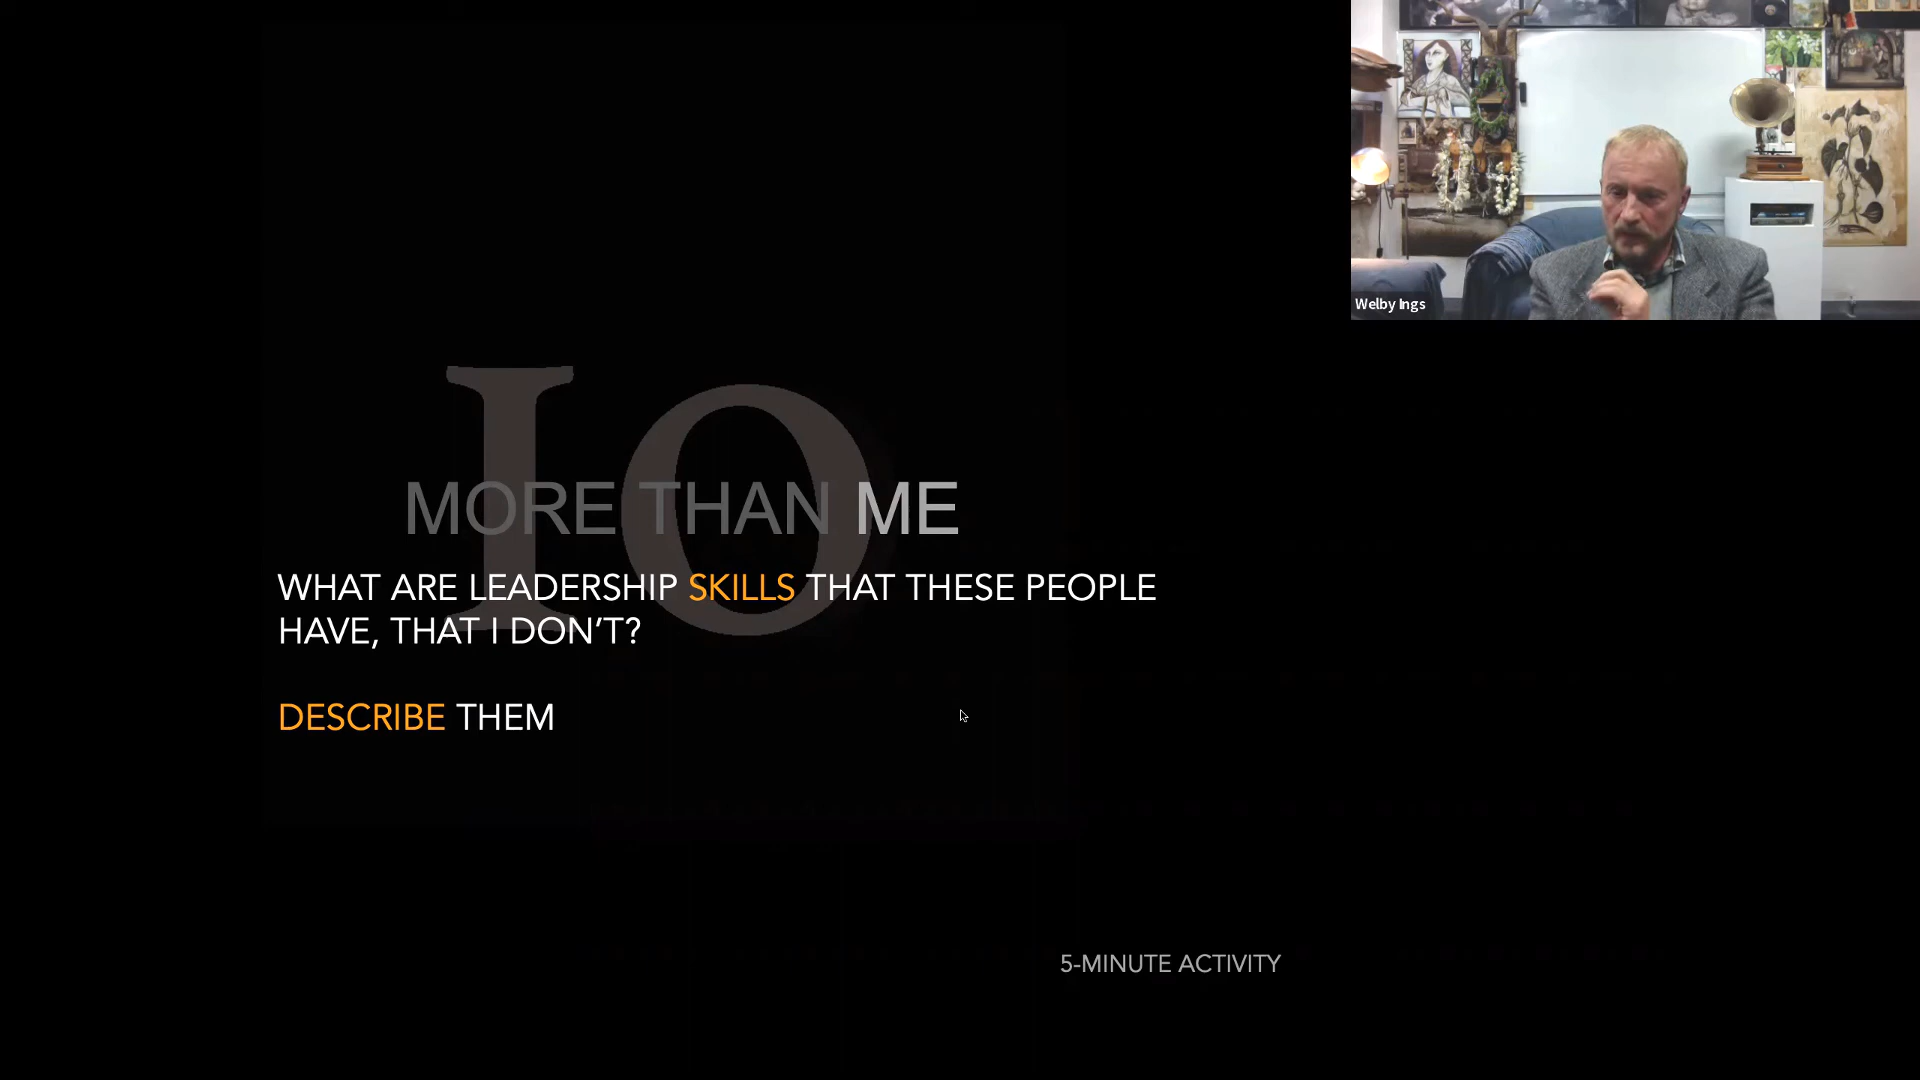 Welby Ings
10
MORE THAN ME
WHAT ARE LEADERSHIP SKILLS THAT THESE PEOPLE
HAVE, THAT I DON'T?
DESCRIBE THEM
5-MINUTE ACTIVITY